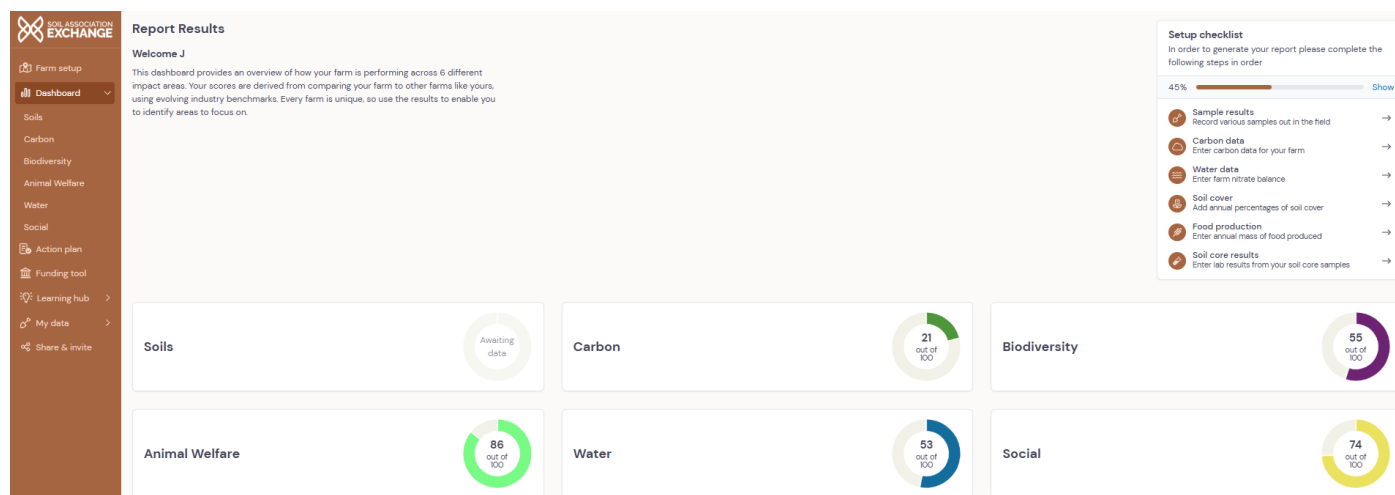 SOIL ASSOCIATION
EXCHANGE
Farm setup
Dashboard
Soils
Carbon
Biodiversity
Animal Welfare
Water
Social
Action plan
Funding tool
Learning hub
My data
Share & invite
Report Results
Welcome J
This dashboard provides an overview of how your farm is performing across 6 different
impact areas. Your scores are derived from comparing your farm to other farms like yours,
using evolving industry benchmarks. Every farm is unique, so use the results to enable you
to identify areas to focus on.
Setup checklist
In order to generate your report please complete the
following steps in order
45%
Show
Sample results
Record various samples out in the field
Carbon data
Enter carbon data for your farm
Water data
Enter farm nitrate balance
Soil cover
Add annual percentages of soil cover
Food production
Enter annual mass of food produced
Soil core results
Enter lab results from your soil core samples
Soils
Awaiting
data
Carbon
21
out of
100
Biodiversity
55
out of
100
Animal Welfare
86
out of
100
Water
53
out of
100
Social
74
out of
100